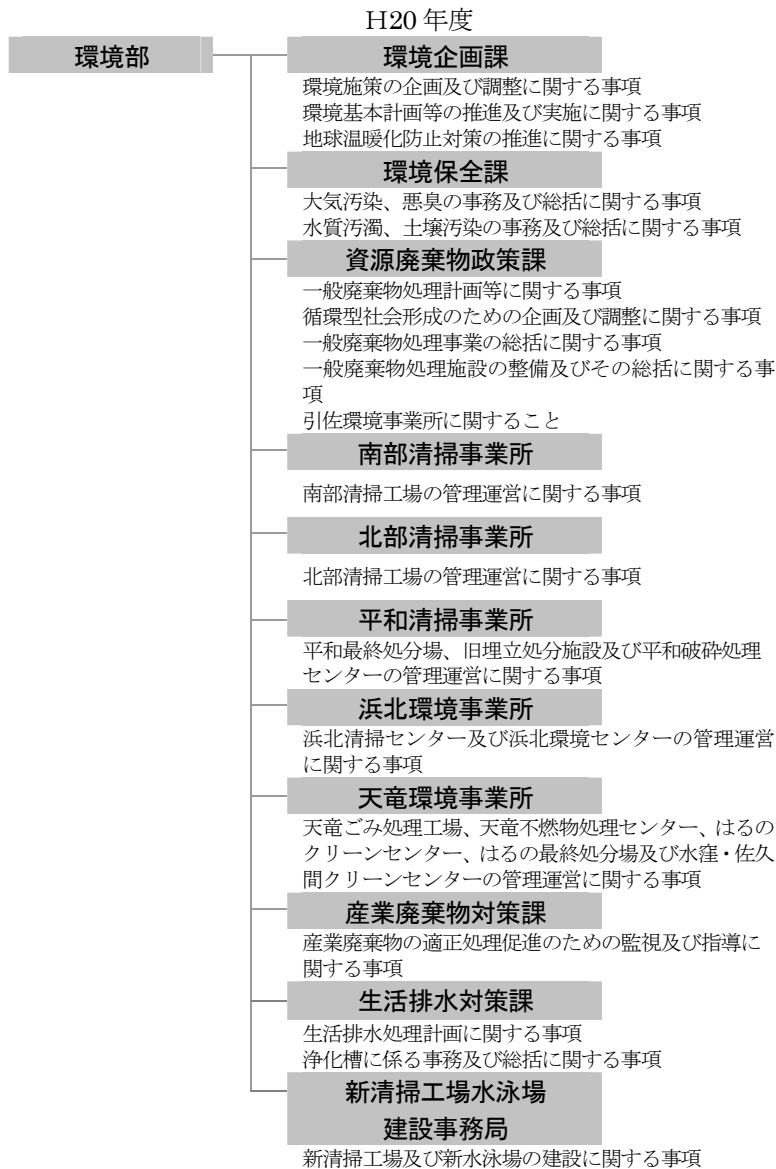 H20 年度
環境部
環境企画課
環境施策の企画及び調整に関する事項
環境基本計画等の推進及び実施に関する事項
地球温暖化防止対策の推進に関する事項
環境保全課
大気汚染、悪臭の事務及び総括に関する事項
水質汚濁、土壌汚染の事務及び総括に関する事項
資源廃棄物政策課
一般廃棄物処理計画等に関する事項
循環型社会形成のための企画及び調整に関する事項
一般廃棄物処理事業の総括に関する事項
一般廃棄物処理施設の整備及びその総括に関する事
項
引佐環境事業所に関すること
南部清掃事業所
南部清掃工場の管理運営に関する事項
北部清掃事業所
北部清掃工場の管理運営に関する事項
平和清掃事業所
平和最終処分場、旧埋立処分施設及び平和破砕処理
センターの管理運営に関する事項
浜北環境事業所
浜北清掃センター及び浜北環境センターの管理運営
に関する事項
天竜環境事業所
天竜ごみ処理工場、天竜不燃物処理センター、はるの
クリーンセンター、はるの最終処分場及び水窪・佐久
間クリーンセンターの管理運営に関する事項
産業廃棄物対策課
産業廃棄物の適正処理促進のための監視及び指導に
関する事項
生活排水対策課
生活排水処理計画に関する事項
浄化槽に係る事務及び総括に関する事項
新清掃工場水泳場
建設事務局
新清掃工場及び新水泳場の建設に関する事項